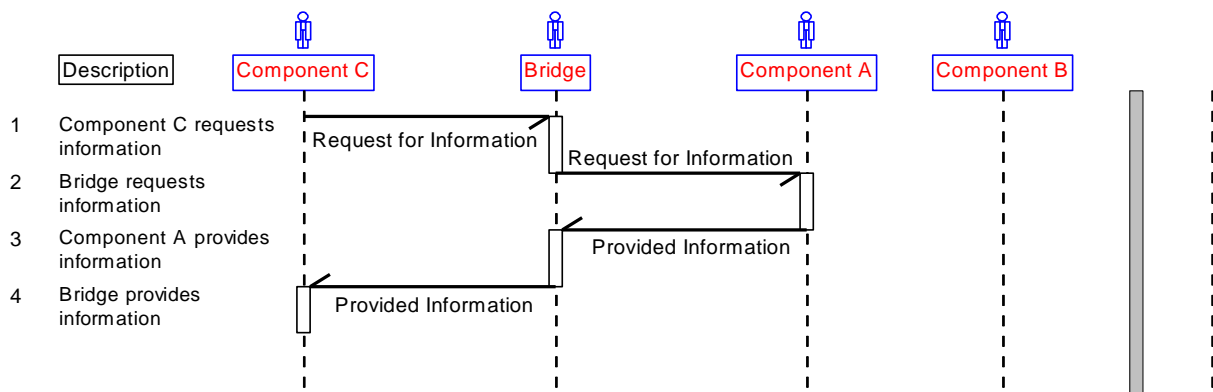 Description
Component C
Bridge
Component A
Component B
1
Component C requests
information
Request for Information
Request for Information
2
Bridge requests
information
3
Component A provides
information
Provided Information
4
Bridge provides
information
Provided Information